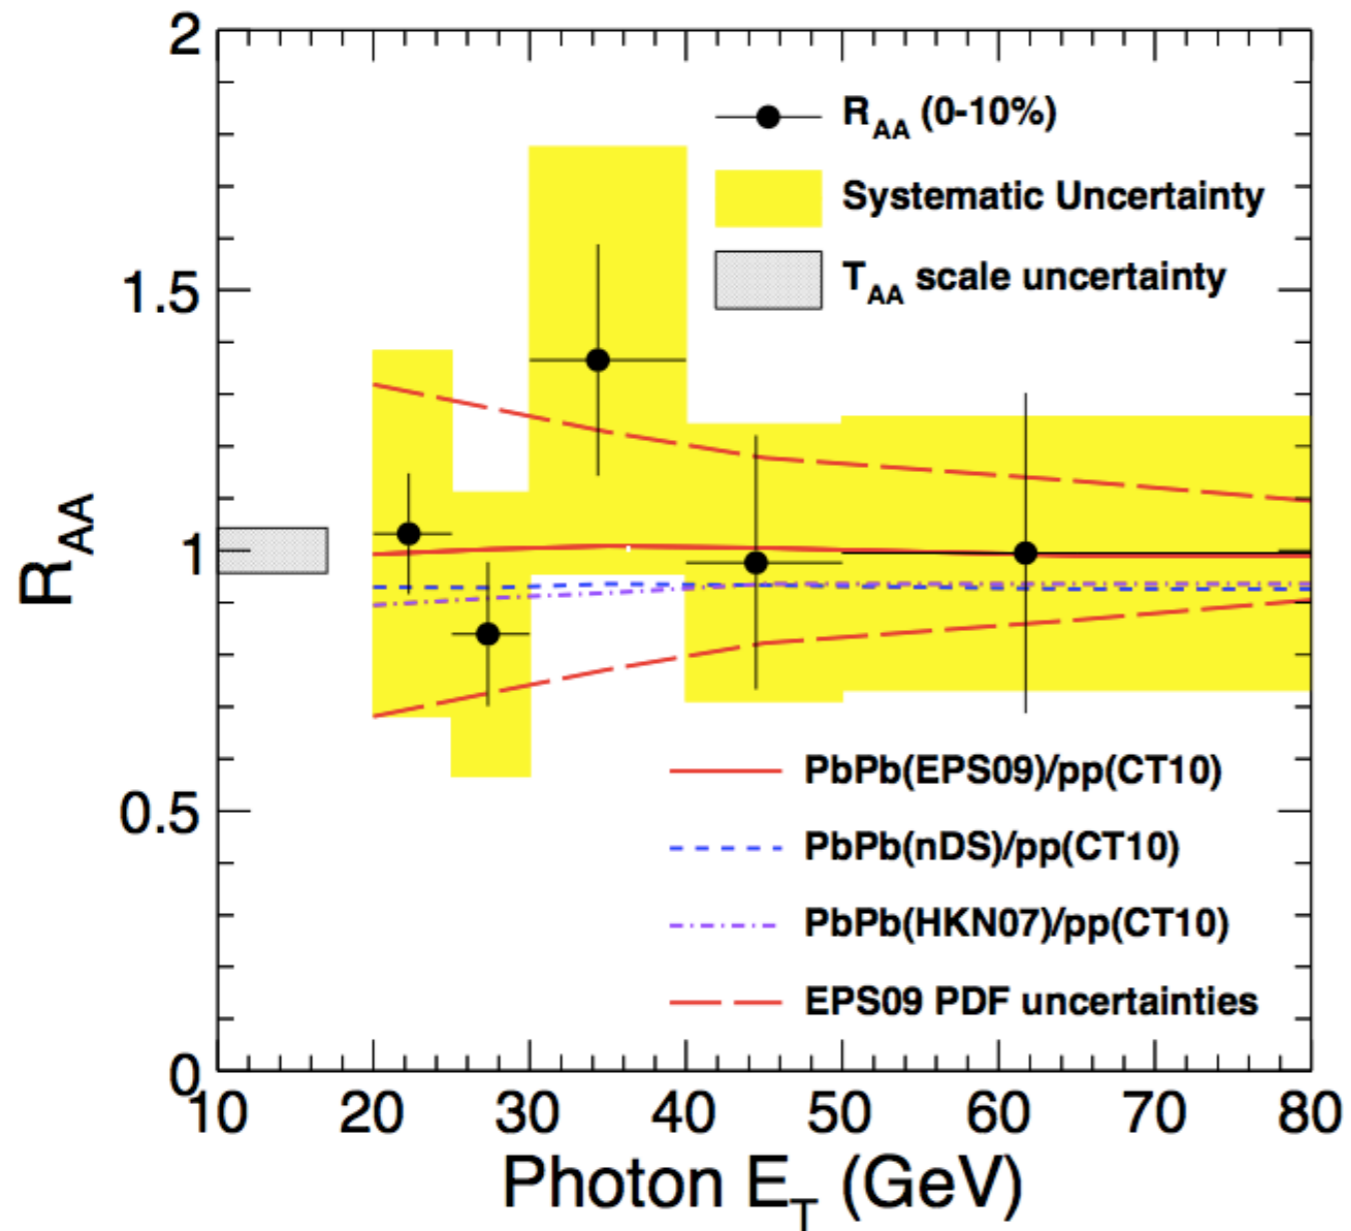 2
1.5
1
0.5
0
R_AA
R_AA (0-10%)
Systematic Uncertainty
T_AA scale uncertainty
PbPb(EPS09)/pp(CT10)
PbPb(nDS)/pp(CT10)
PbPb(HKN07)/pp(CT10)
EPS09 PDF uncertainties
10 20 30 40 50 60 70 80
Photon E_T (GeV)